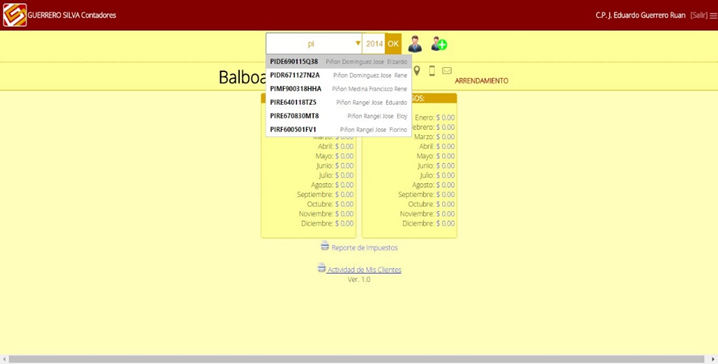 GUERRERO SILVA Contadores
C.P. J. Eduardo Guerrero Ruan [Salir]
pi 2014 OK
PIDE690115Q38 Piñon Dominguez Jose Elizardo
PIDR671127N2A Piñon Dominguez Jose Rene
PIMF900318HHA Piñon Medina Francisco Rene
PIRE640118TZ5 Piñon Rangel Jose Eduardo
PIRE670830MT8 Piñon Rangel Jose Eloy
PIRF600501FV1 Piñon Rangel Jose Fiorino
Balboa
ARRENDAMIENTO
Enero: $ 0.00
Febrero: $ 0.00
Marzo: $ 0.00
Abril: $ 0.00 Abril: $ 0.00
Mayo: $ 0.00 Mayo: $ 0.00
Junio: $ 0.00 Junio: $ 0.00
Julio: $ 0.00 Julio: $ 0.00
Agosto: $ 0.00 Agosto: $ 0.00
Septiembre: $ 0.00 Septiembre: $ 0.00
Octubre: $ 0.00 Octubre: $ 0.00
Noviembre: $ 0.00 Noviembre: $ 0.00
Diciembre: $ 0.00 Diciembre: $ 0.00
Reporte de Impuestos
Actividad de Mis Clientes
Ver. 1.0